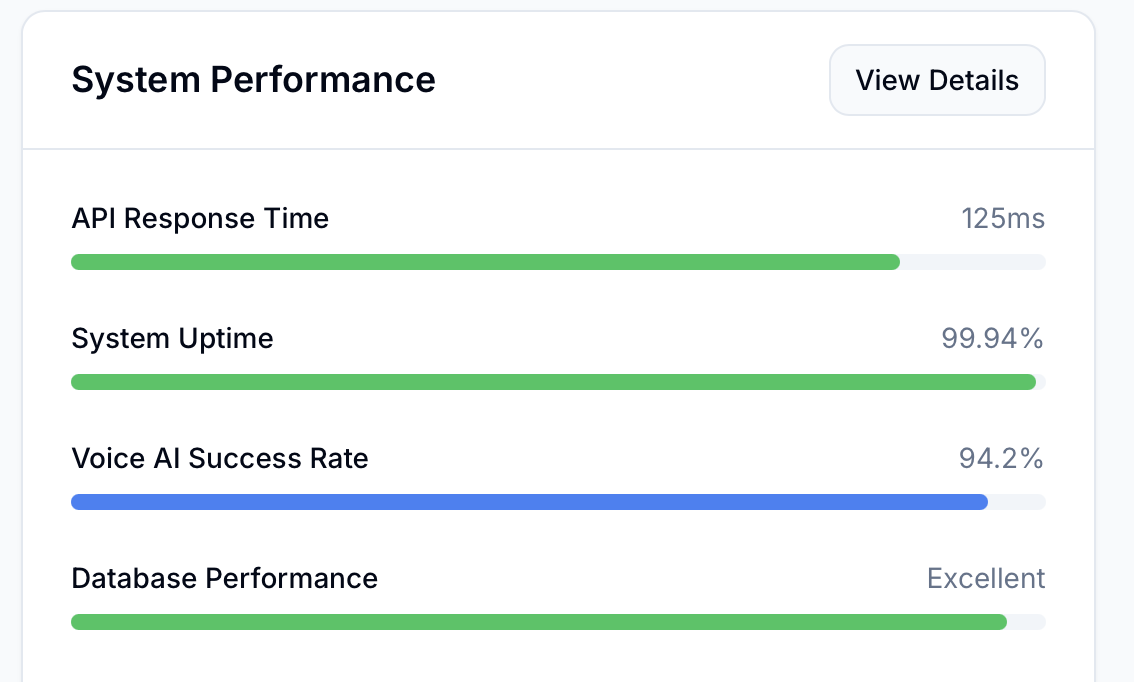 System Performance
View Details
API Response Time
125ms
System Uptime
99.94%
Voice AI Success Rate
94.2%
Database Performance
Excellent